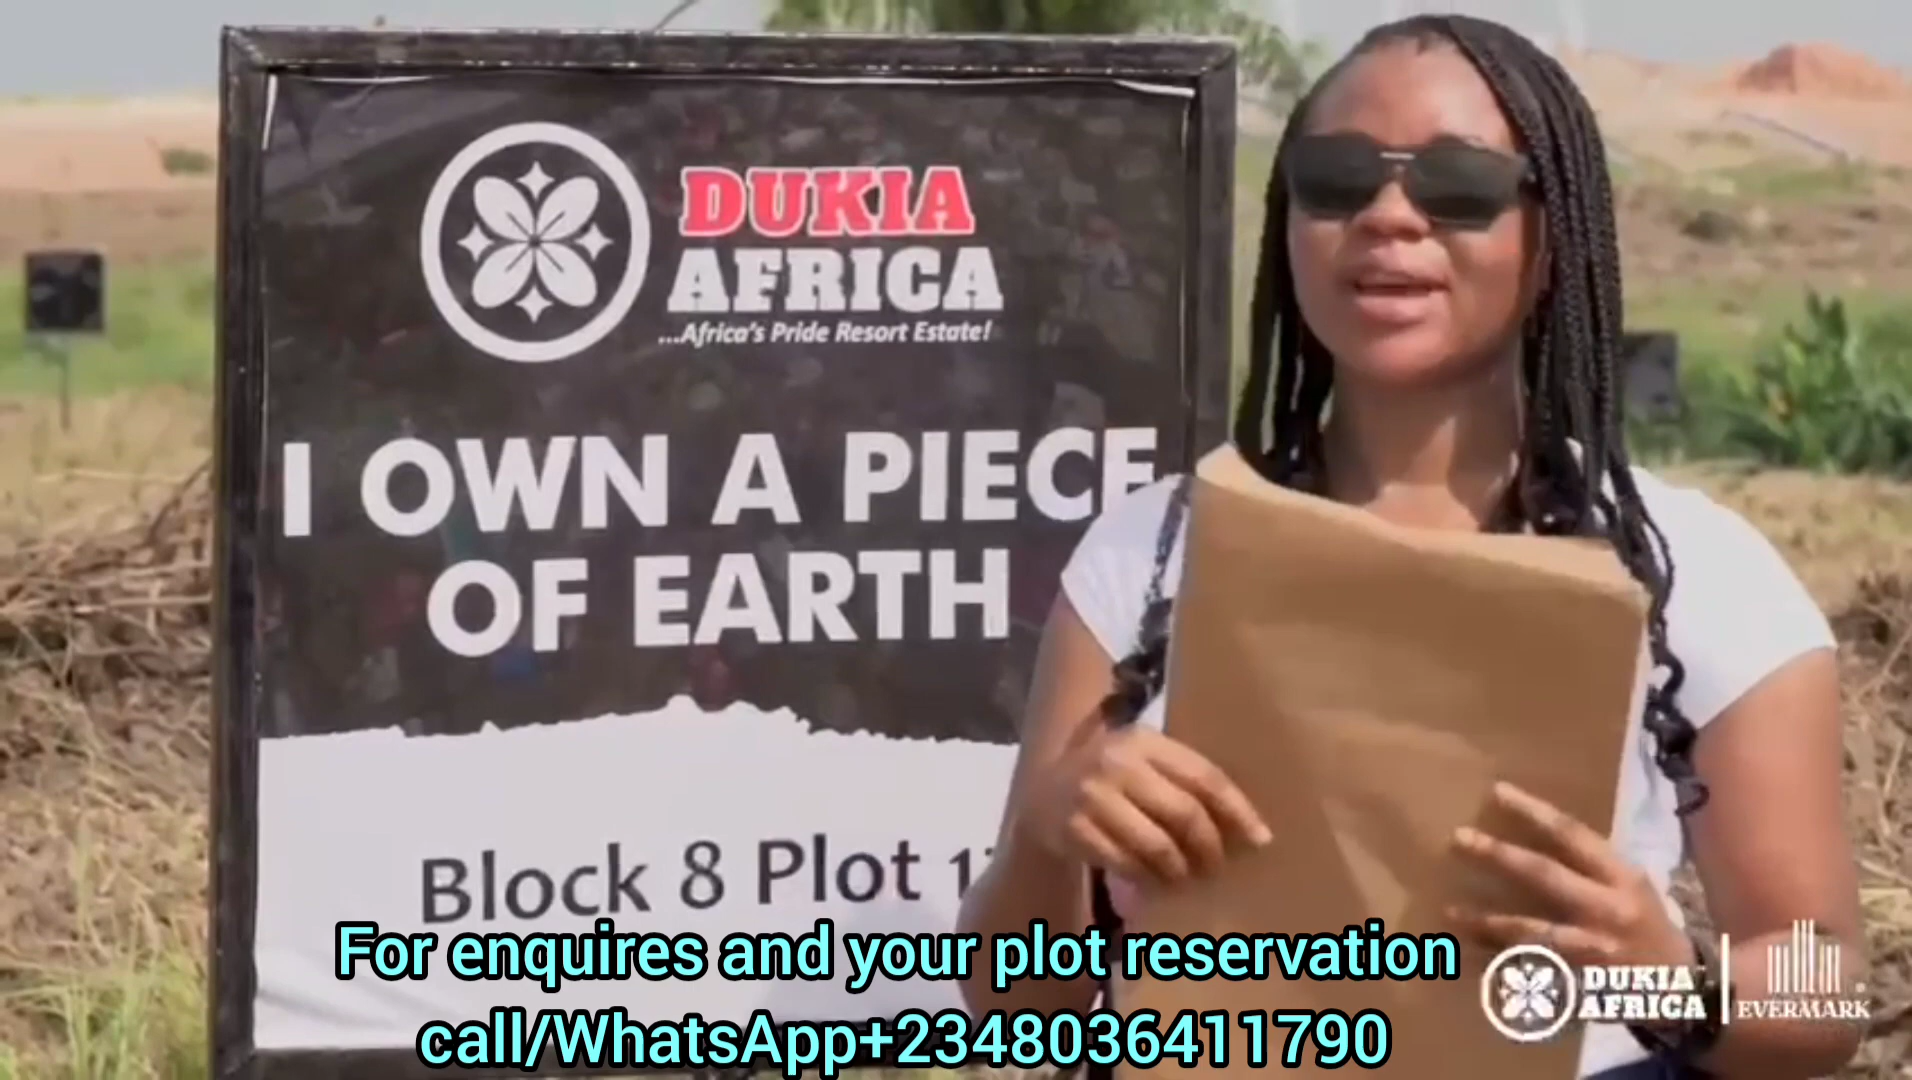 DUKIA
AFRICA
...Africa's Pride Resort Estate!
I OWN A PIECE
OF EARTH
Block 8 Plot
For enquires and your plot reservation
call/WhatsApp+2348036411790
DUKIA
AFRICA
EVERMARK